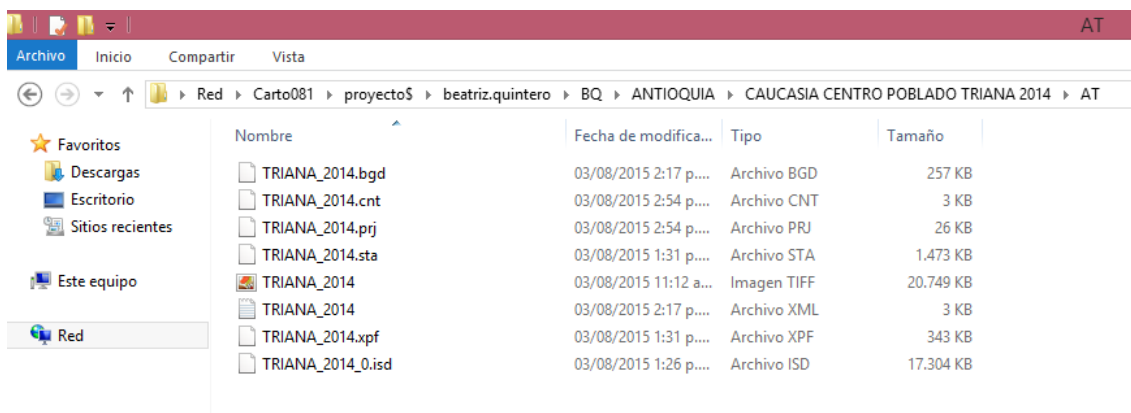 AT
Archivo Inicio Compartir Vista
Red Carto081 proyecto$ beatriz.quintero BQ ANTIOQUIA CAUCASIA CENTRO POBLADO TRIANA 2014 AT
Favoritos
Descargas
Escritorio
Sitios recientes
Este equipo
Red
Nombre Fecha de modifica... Tipo Tamaño
TRIANA_2014.bgd 03/08/2015 2:17 p.... Archivo BGD 257 KB
TRIANA_2014.cnt 03/08/2015 2:54 p.... Archivo CNT 3 KB
TRIANA_2014.prj 03/08/2015 2:54 p.... Archivo PRJ 26 KB
TRIANA_2014.sta 03/08/2015 1:31 p.... Archivo STA 1.473 KB
TRIANA_2014 03/08/2015 11:12 a... Imagen TIFF 20.749 KB
TRIANA_2014 03/08/2015 2:17 p.... Archivo XML 3 KB
TRIANA_2014.xpf 03/08/2015 1:31 p.... Archivo XPF 343 KB
TRIANA_2014_0.isd 03/08/2015 1:26 p.... Archivo ISD 17.304 KB